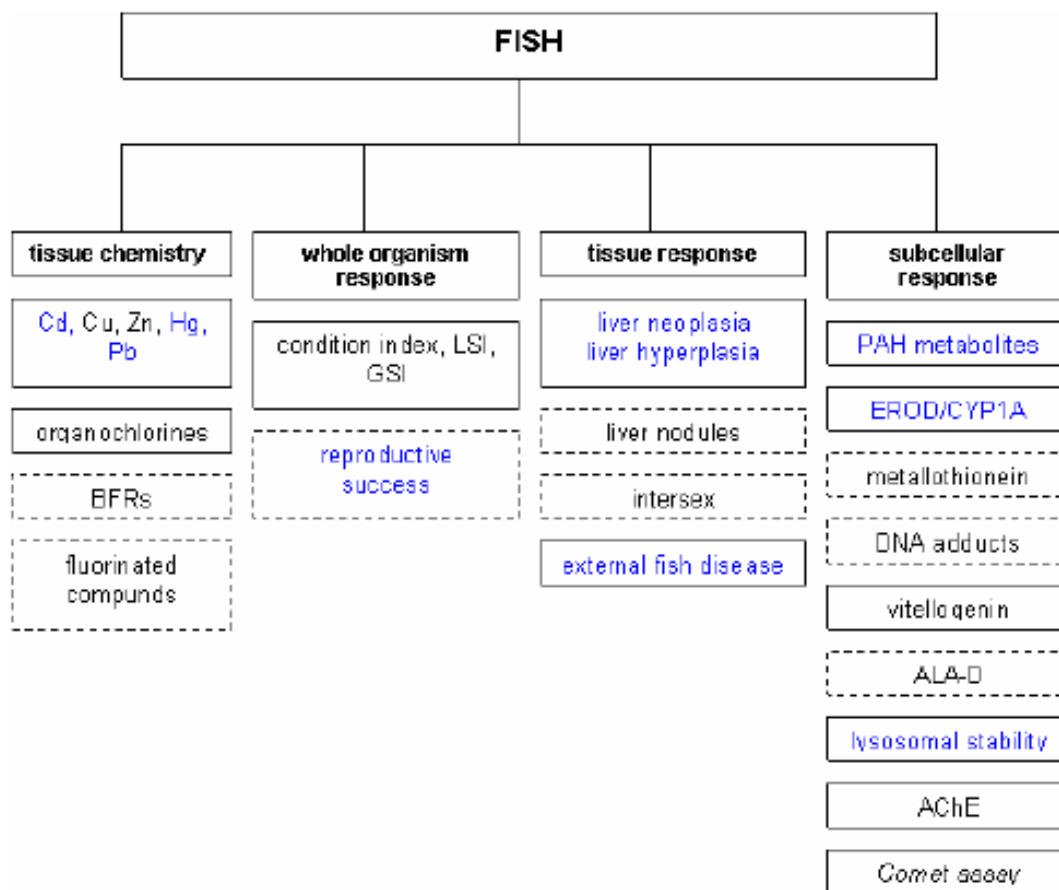 FISH
tissue chemistry
Cd, Cu, Zn, Hg,
Pb
organochlorines
BFRs
fluorinated
compunds
whole organism
response
condition index, LSI,
GSI
reproductive
success
tissue response
liver neoplasia
liver hyperplasia
liver nodules
intersex
external fish disease
subcellular
response
PAH metabolites
EROD/CYP1A
metallothionein
DNA adducts
vitellogenin
ALA-D
lysosomal stability
AChE
Comet assay